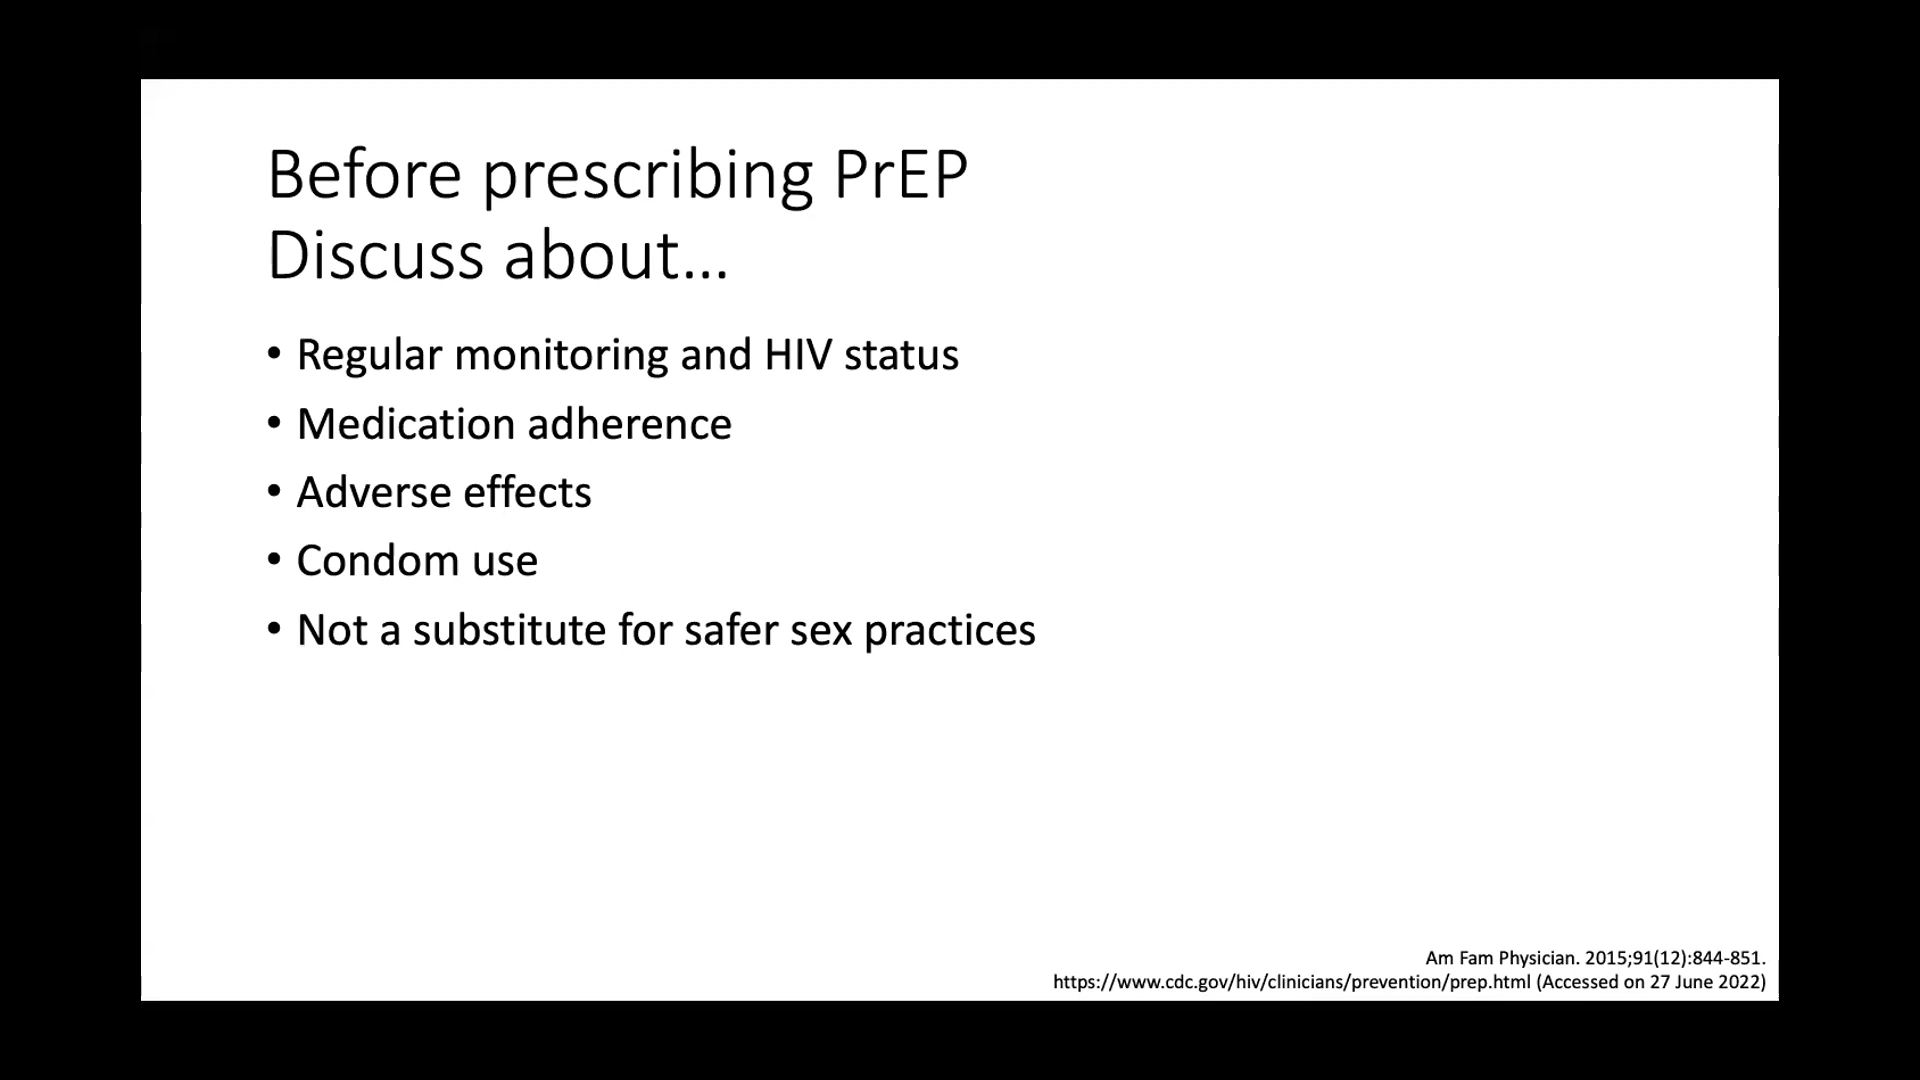 Before prescribing PrEP
Discuss about...
• Regular monitoring and HIV status
• Medication adherence
• Adverse effects
• Condom use
• Not a substitute for safer sex practices
Am Fam Physician. 2015;91(12):844-851.
https://www.cdc.gov/hiv/clinicians/prevention/prep.html (Accessed on 27 June 2022)